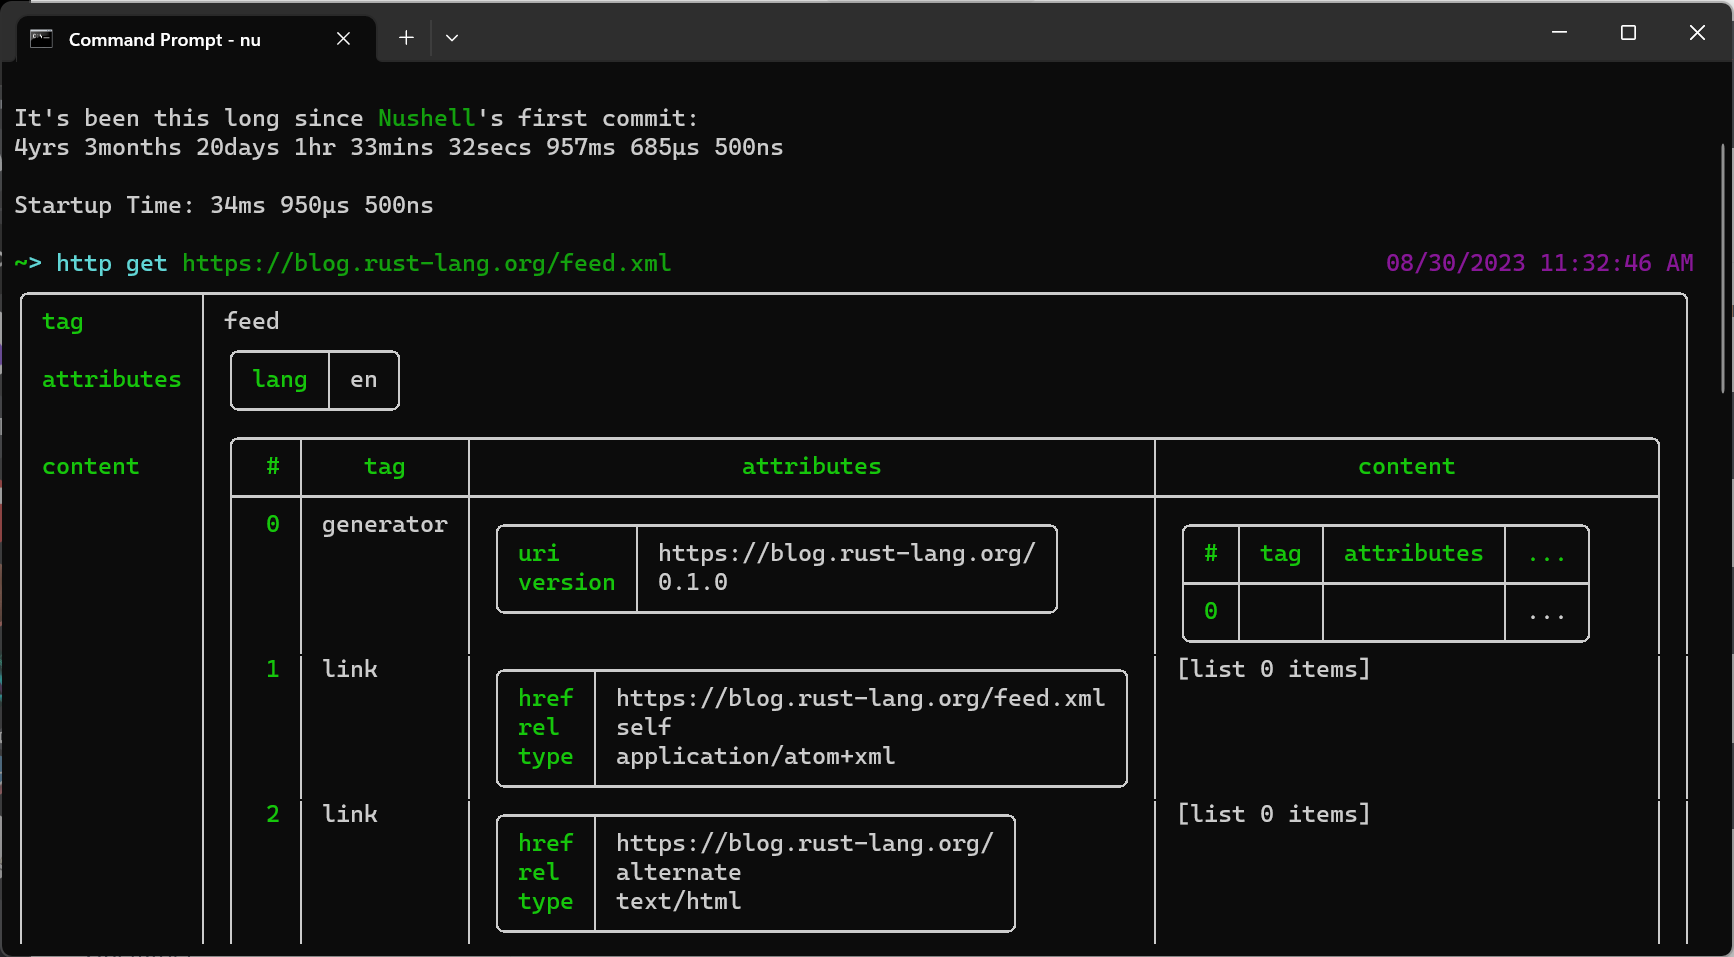 Command Prompt - nu
It's been this long since Nushell's first commit:
4yrs 3months 20days 1hr 33mins 32secs 957ms 685µs 500ns
Startup Time: 34ms 950µs 500ns
~> http get https://blog.rust-lang.org/feed.xml 08/30/2023 11:32:46 AM
tag feed
attributes lang en
content # tag attributes content
0 generator
uri https://blog.rust-lang.org/ # tag attributes ...
version 0.1.0
0 ...
1 link [list 0 items]
href https://blog.rust-lang.org/feed.xml
rel self
type application/atom+xml
2 link [list 0 items]
href https://blog.rust-lang.org/
rel alternate
type text/html